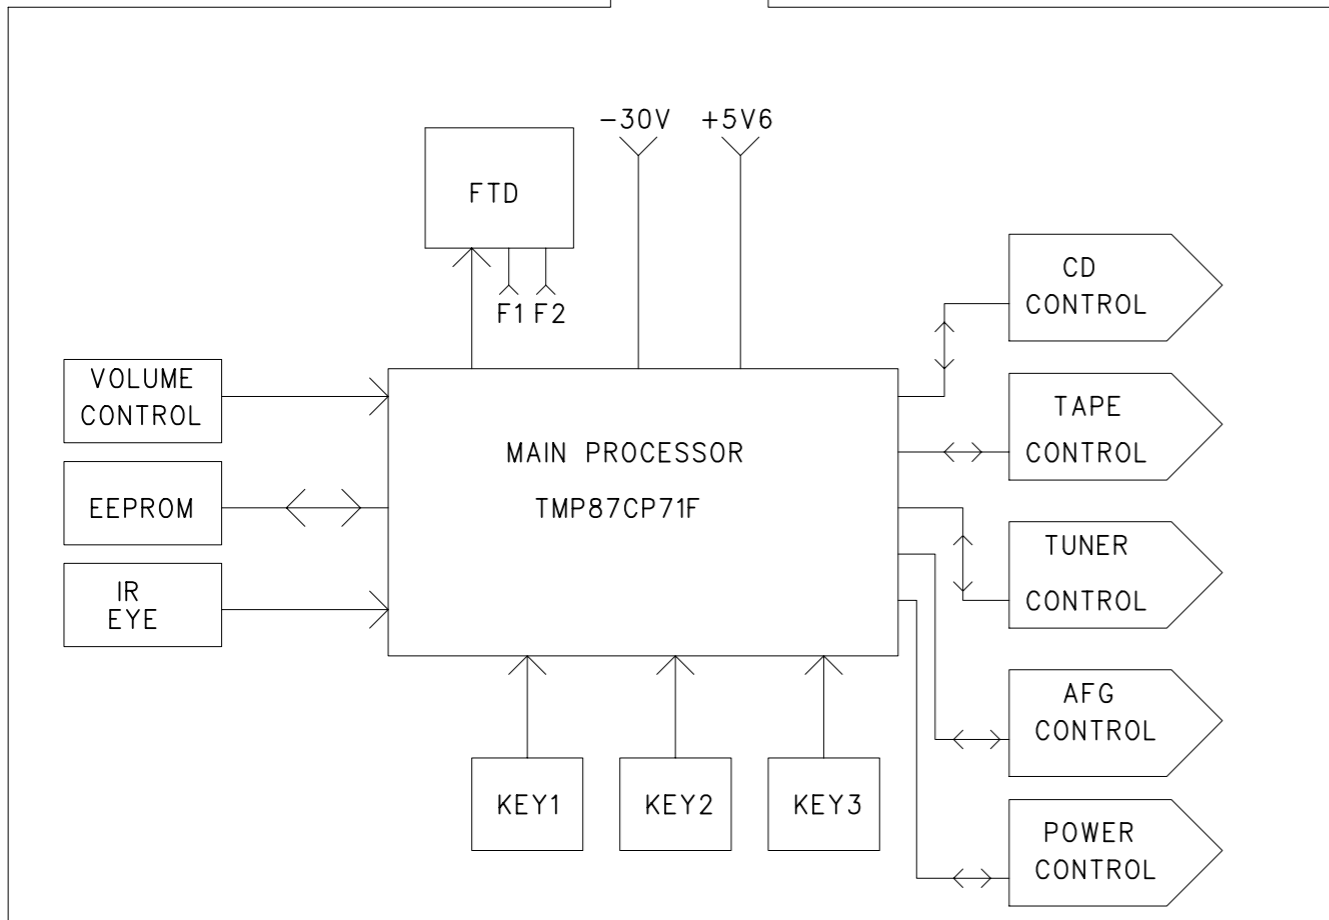 -30V +5V6
FTD
F1 F2
CD
CONTROL
VOLUME
CONTROL
TAPE
CONTROL
MAIN PROCESSOR
TMP87CP71F
EEPROM
TUNER
CONTROL
IR
EYE
AFG
CONTROL
KEY1 KEY2 KEY3
POWER
CONTROL